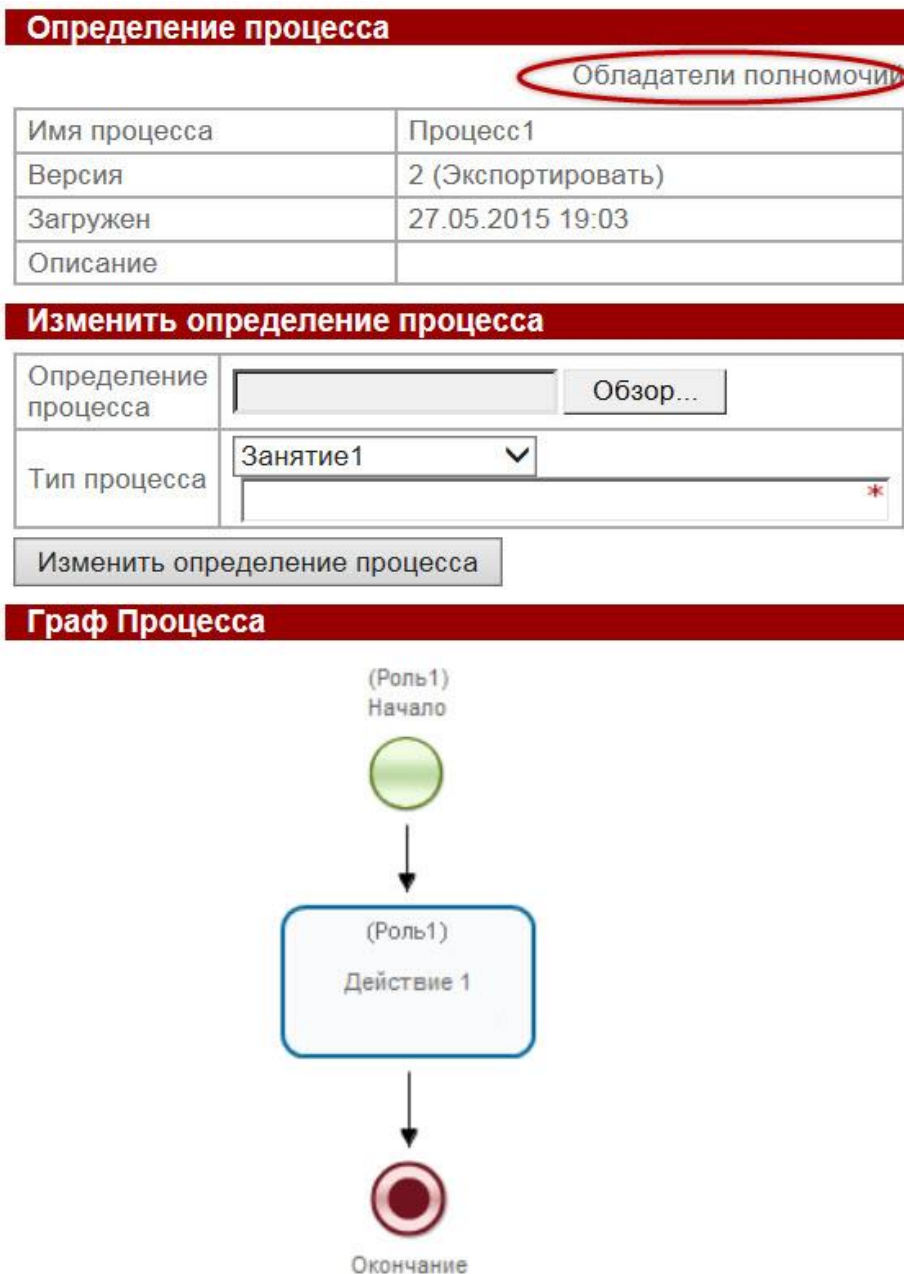 Определение процесса
Обладатели полномочий
Имя процесса Процесс1
Версия 2 (Экспортировать)
Загружен 27.05.2015 19:03
Описание
Изменить определение процесса
Определение
процесса
Обзор...
Тип процесса
Занятие1
*
Изменить определение процесса
Граф Процесса
(Роль1)
Начало
(Роль1)
Действие 1
Окончание